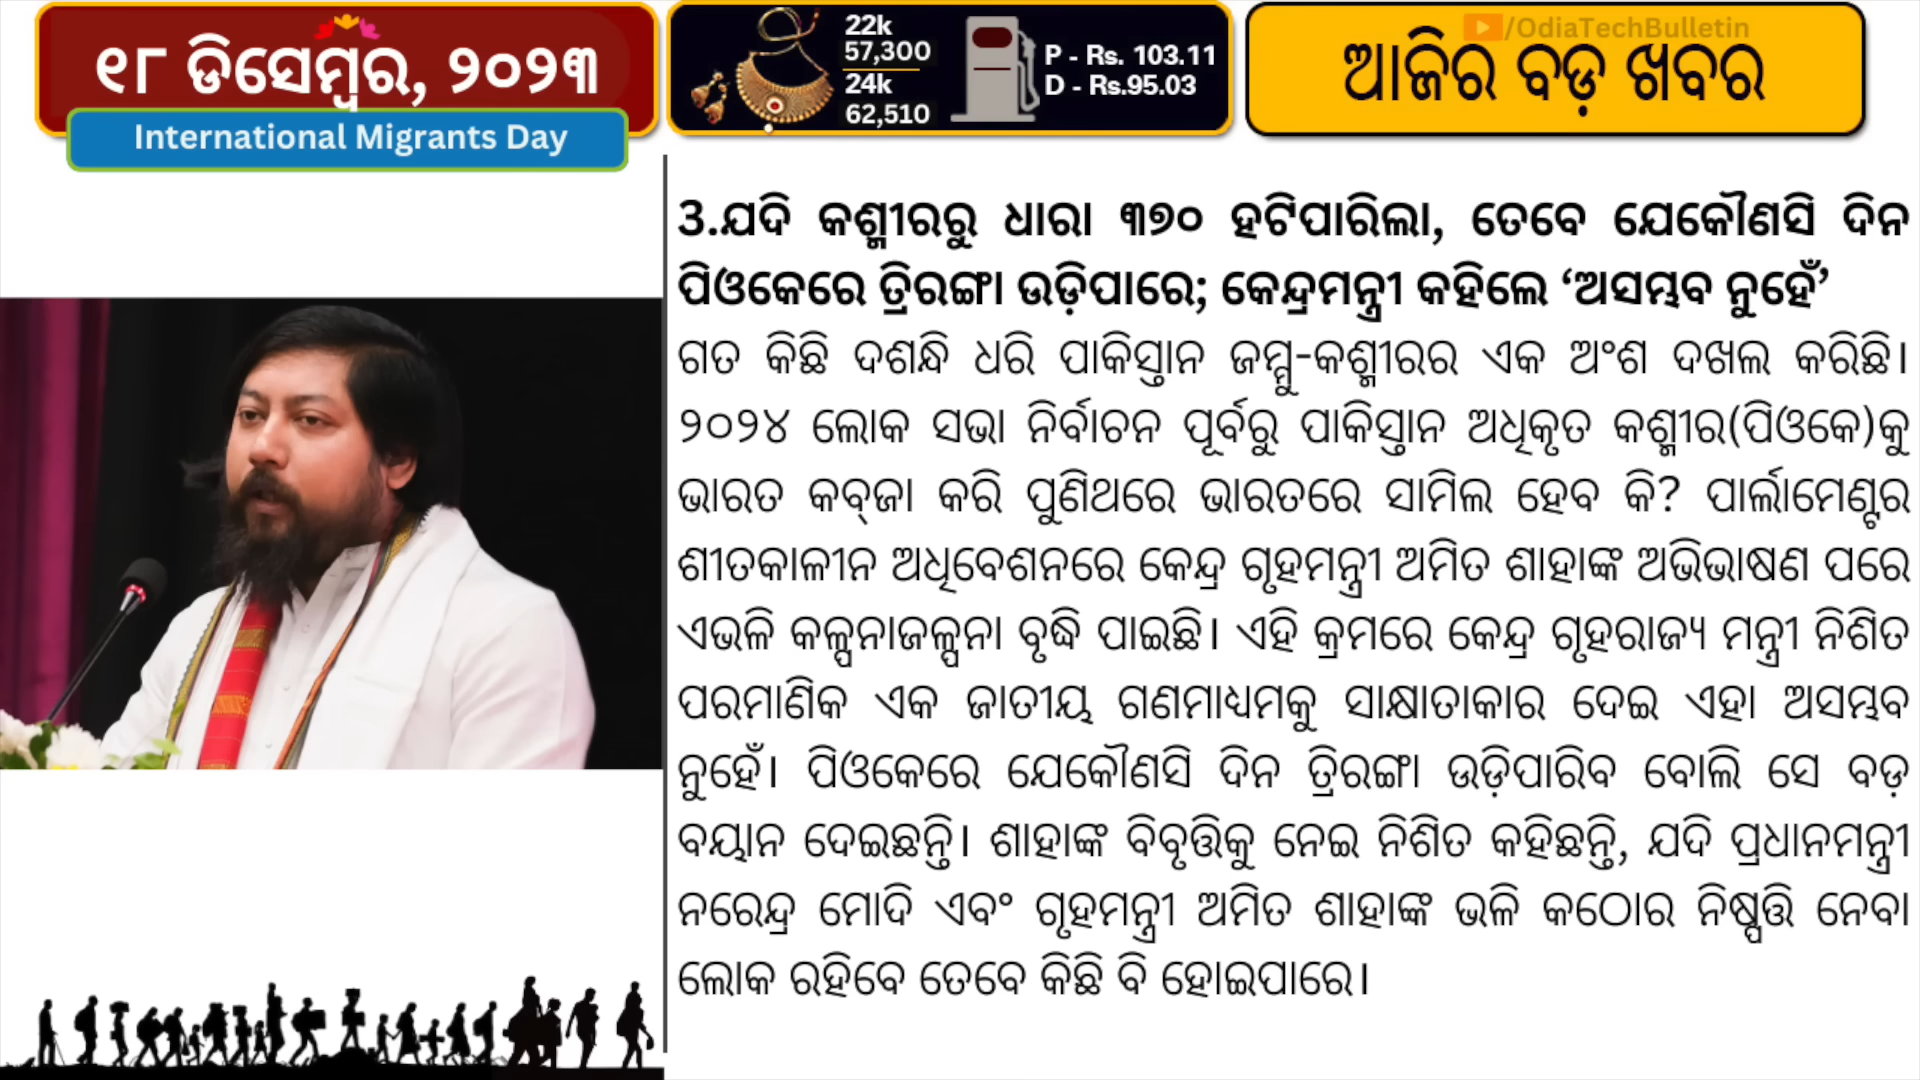 ୧୮ ଡିସେମ୍ବର, ୨୦୨୩
International Migrants Day
22k
57,300
24k
62,510
P - Rs. 103.11
D - Rs.95.03
/OdiaTechBulletin
ଆଜିର ବଡ଼ ଖବର
3.ଯଦି କଶ୍ମୀରରୁ ଧାରା ୩୭୦ ହଟିପାରିଲା, ତେବେ ଯେକୌଣସି ଦିନ
ପିଓକେରେ ତ୍ରିରଙ୍ଗା ଉଡ଼ିପାରେ; କେନ୍ଦ୍ରମନ୍ତ୍ରୀ କହିଲେ ‘ଅସମ୍ଭବ ନୁହେଁ’
ଗତ କିଛି ଦଶନ୍ଧି ଧରି ପାକିସ୍ତାନ ଜମ୍ମୁ-କଶ୍ମୀରର ଏକ ଅଂଶ ଦଖଲ କରିଛି।
୨୦୨୪ ଲୋକ ସଭା ନିର୍ବାଚନ ପୂର୍ବରୁ ପାକିସ୍ତାନ ଅଧିକୃତ କଶ୍ମୀର(ପିଓକେ)କୁ
ଭାରତ କବ୍‌ଜା କରି ପୁଣିଥରେ ଭାରତରେ ସାମିଲ ହେବ କି? ପାର୍ଲାମେଣ୍ଟର
ଶୀତକାଳୀନ ଅଧିବେଶନରେ କେନ୍ଦ୍ର ଗୃହମନ୍ତ୍ରୀ ଅମିତ ଶାହାଙ୍କ ଅଭିଭାଷଣ ପରେ
ଏଭଳି କଳ୍ପନାଜଳ୍ପନା ବୃଦ୍ଧି ପାଇଛି। ଏହି କ୍ରମରେ କେନ୍ଦ୍ର ଗୃହରାଜ୍ୟ ମନ୍ତ୍ରୀ ନିଶିତ
ପରମାଣିକ ଏକ ଜାତୀୟ ଗଣମାଧ୍ୟମକୁ ସାକ୍ଷାତାକାର ଦେଇ ଏହା ଅସମ୍ଭବ
ନୁହେଁ। ପିଓକେରେ ଯେକୌଣସି ଦିନ ତ୍ରିରଙ୍ଗା ଉଡ଼ିପାରିବ ବୋଲି ସେ ବଡ଼
ବୟାନ ଦେଇଛନ୍ତି। ଶାହାଙ୍କ ବିବୃତ୍ତିକୁ ନେଇ ନିଶିତ କହିଛନ୍ତି, ଯଦି ପ୍ରଧାନମନ୍ତ୍ରୀ
ନରେନ୍ଦ୍ର ମୋଦି ଏବଂ ଗୃହମନ୍ତ୍ରୀ ଅମିତ ଶାହାଙ୍କ ଭଳି କଠୋର ନିଷ୍ପତ୍ତି ନେବା
ଲୋକ ରହିବେ ତେବେ କିଛି ବି ହୋଇପାରେ।